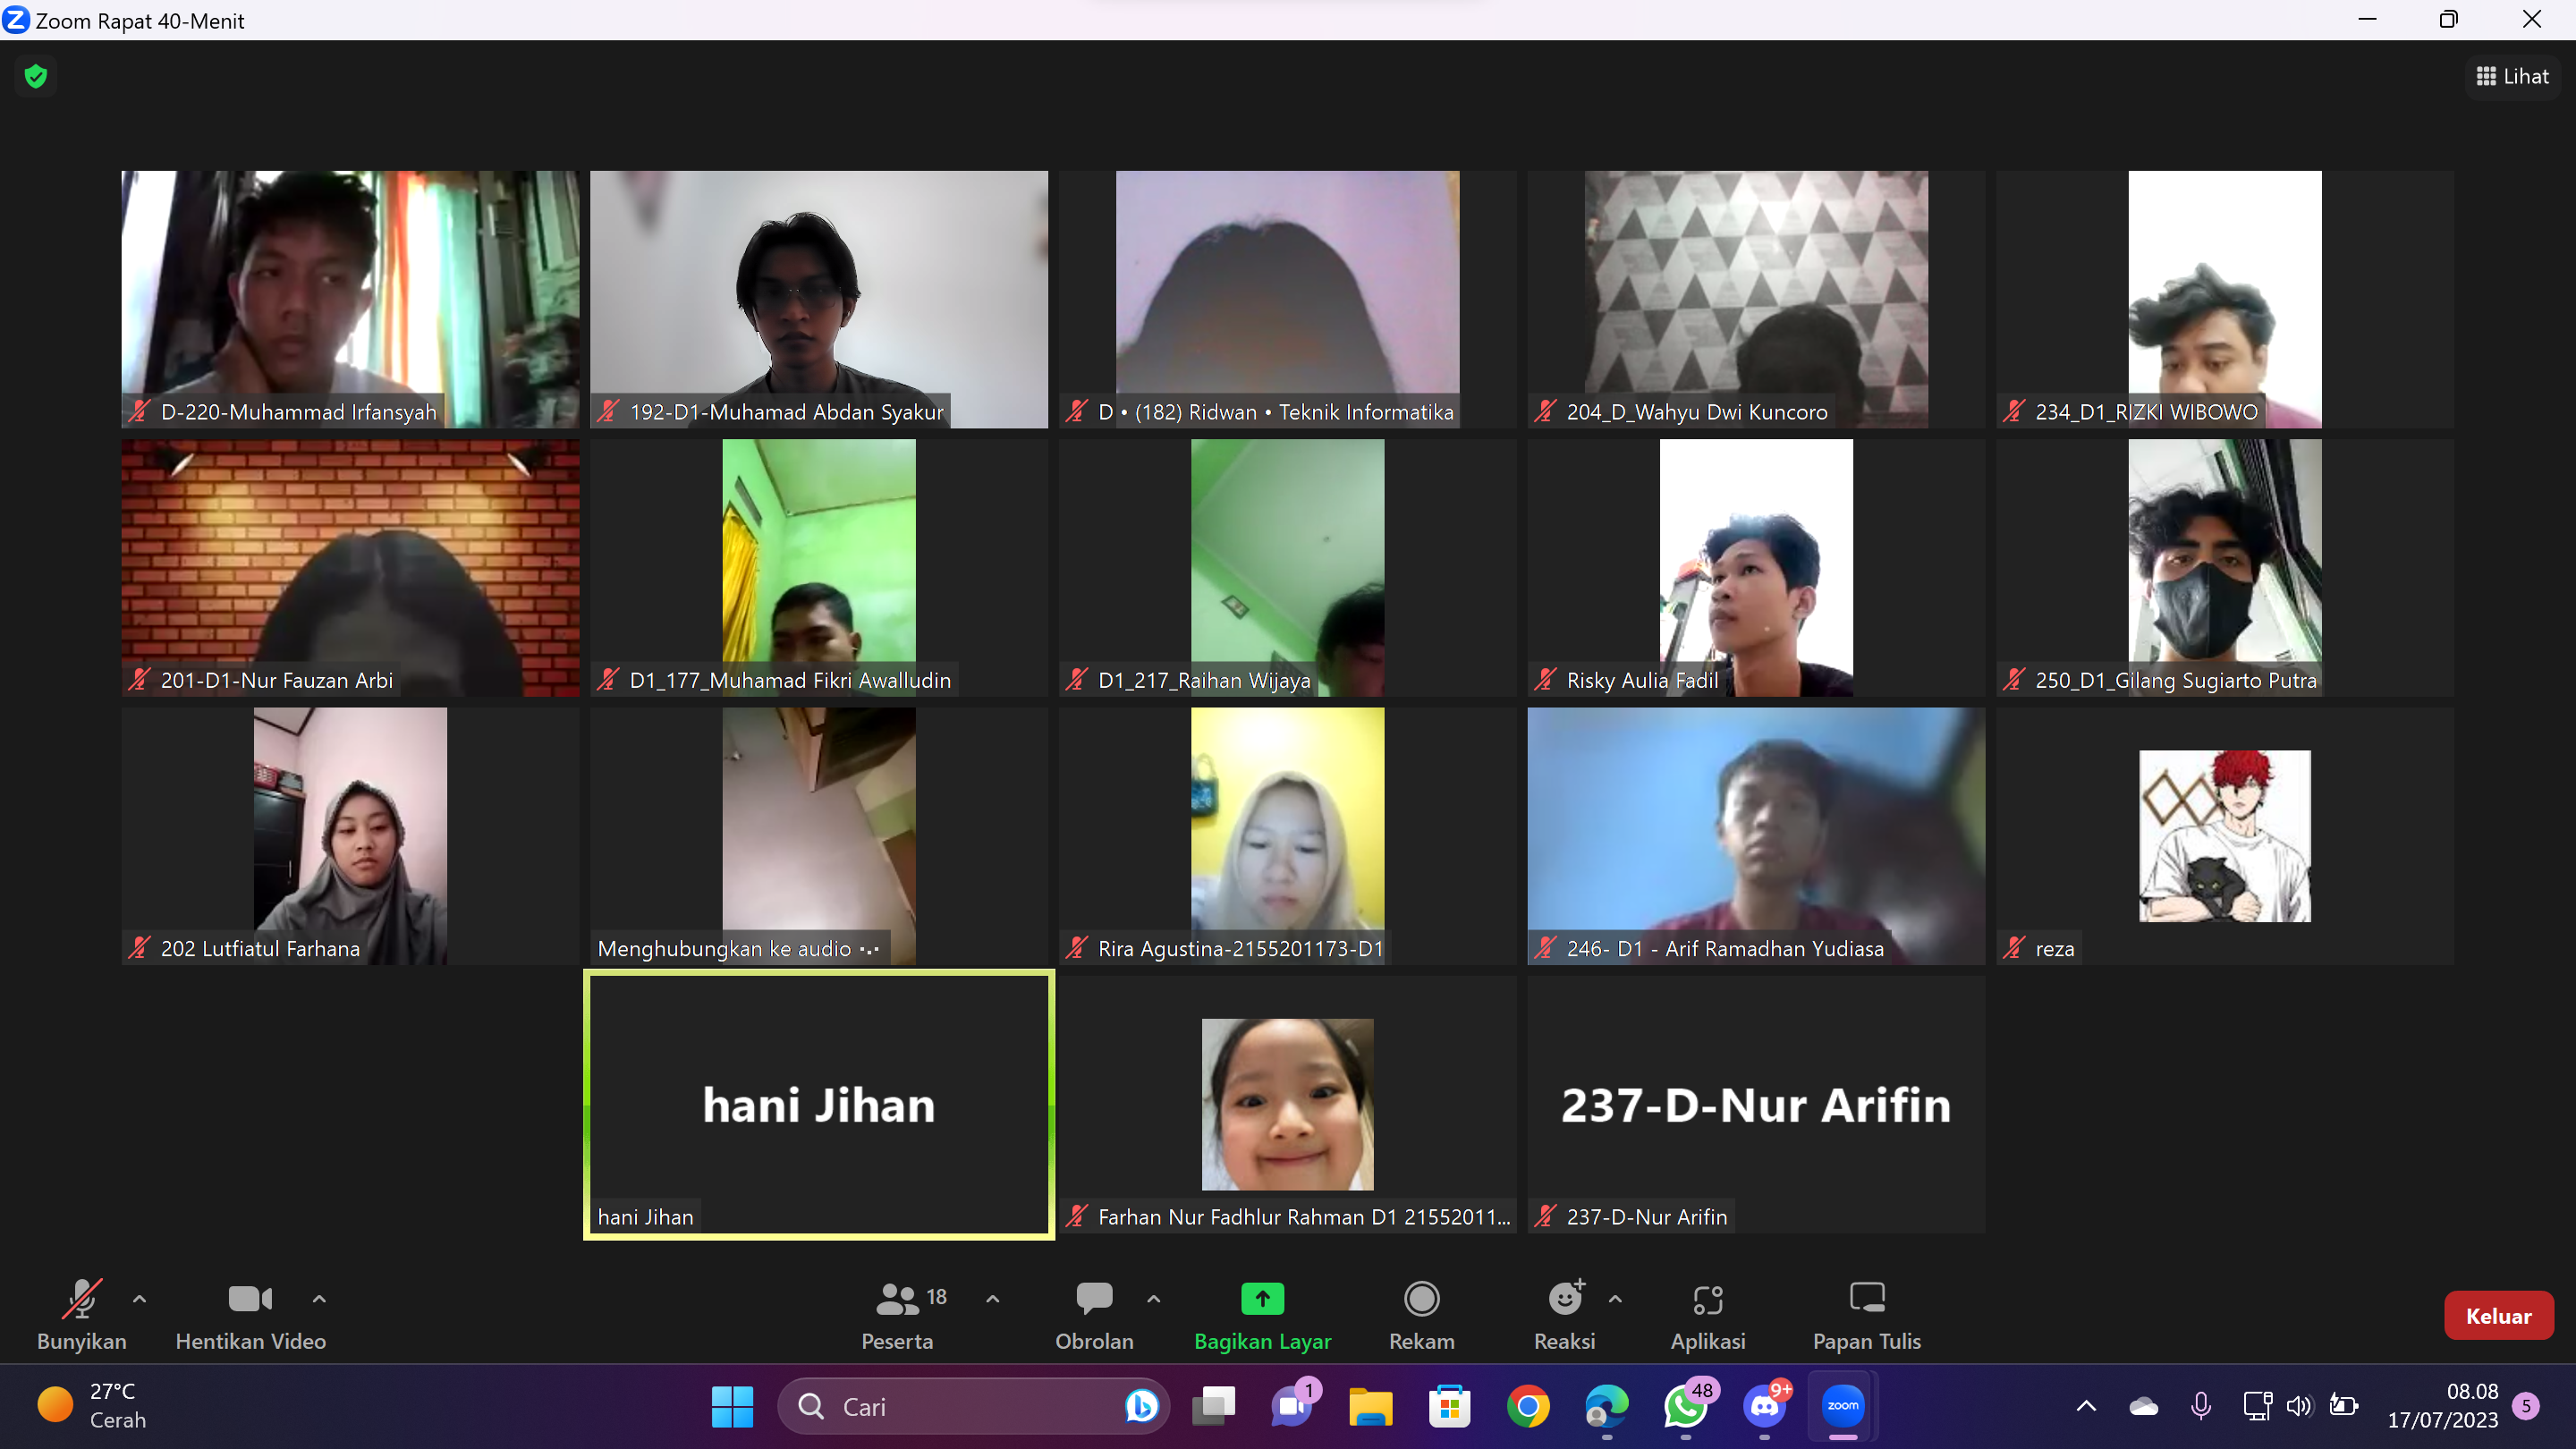 Zoom Rapat 40-Menit
Lihat
D-220-Muhammad Irfansyah
192-D1-Muhamad Abdan Syakur
D • (182) Ridwan • Teknik Informatika
204_D_Wahyu Dwi Kuncoro
234_D1_RIZKI WIBOWO
201-D1-Nur Fauzan Arbi
D1_177_Muhamad Fikri Awalludin
D1_217_Raihan Wijaya
Risky Aulia Fadil
250_D1_Gilang Sugiarto Putra
202 Lutfiatul Farhana
Menghubungkan ke audio
Rira Agustina-2155201173-D1
246- D1 - Arif Ramadhan Yudiasa
reza
hani Jihan
hani Jihan
Farhan Nur Fadhlur Rahman D1 21552011...
237-D-Nur Arifin
237-D-Nur Arifin
Bunyikan
Hentikan Video
18
Peserta
Obrolan
Bagikan Layar
Rekam
Reaksi
Aplikasi
Papan Tulis
Keluar
27°C
Cerah
Cari
1
48
9+
zoom
08.08
17/07/2023
5